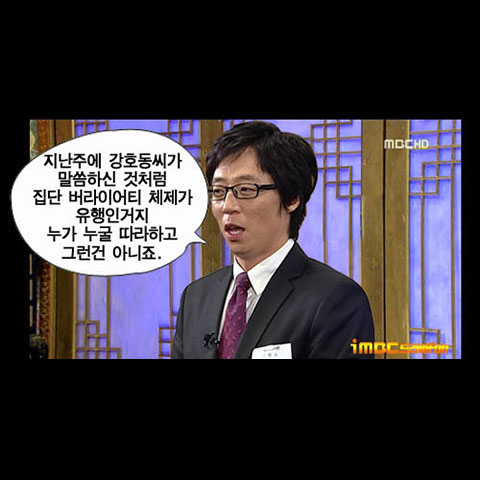 지난주에 강호동씨가
말씀하신 것처럼
집단 버라이어티 체제가
유행인거지
누가 누굴 따라하고
그런건 아니죠.
MBC HD
iMBC